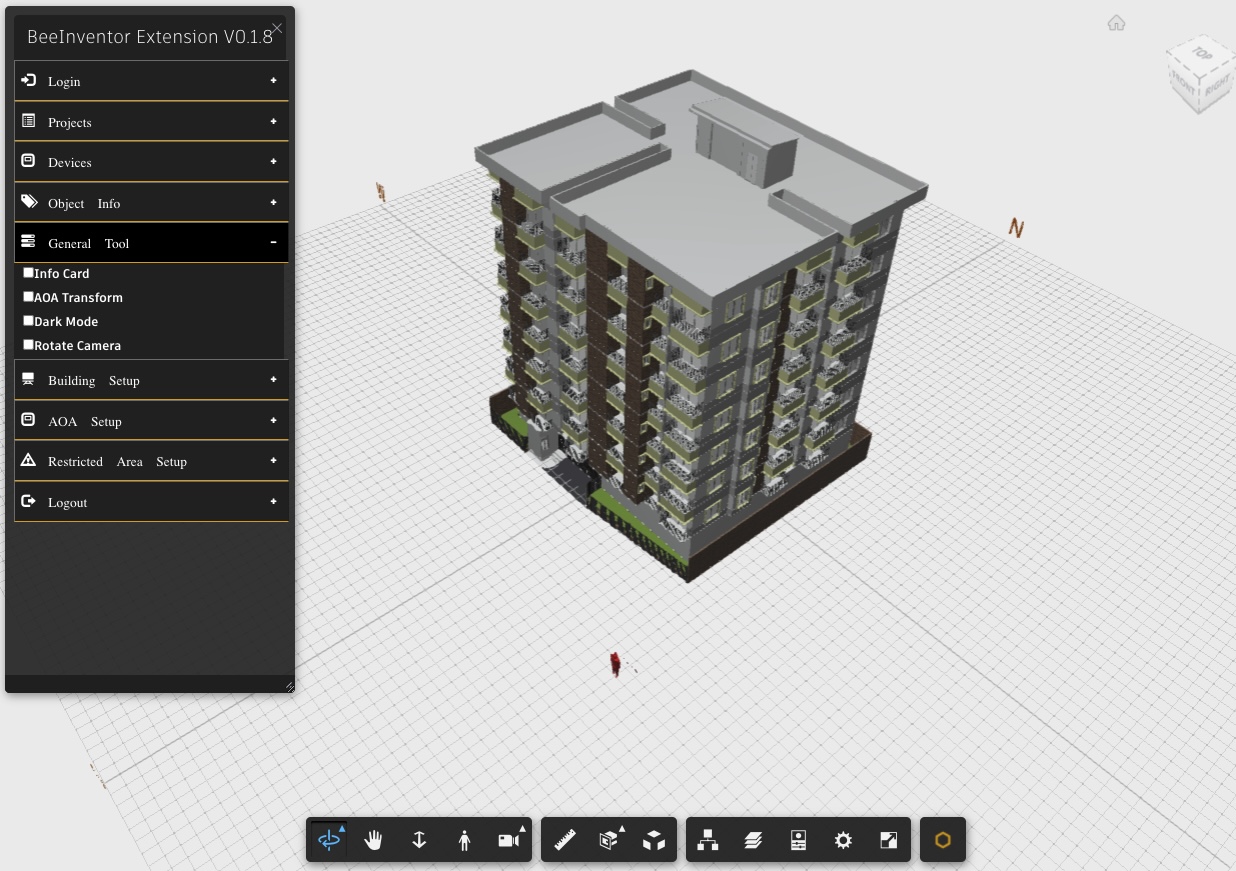 BeeInventor Extension V0.1.8
Login
Projects
Devices
Object Info
General Tool
Info Card
AOA Transform
Dark Mode
Rotate Camera
Building Setup
AOA Setup
Restricted Area Setup
Logout
TOP
FRONT
RIGHT
N